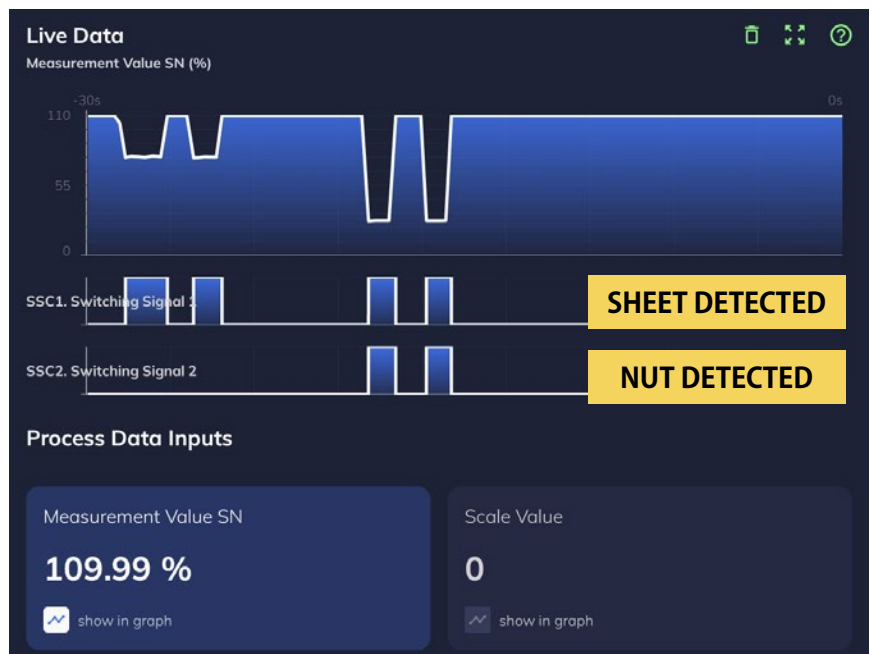 Live Data
Measurement Value SN (%)
-30s
0s
110
55
0
SSC1. Switching Signal 1
SHEET DETECTED
SSC2. Switching Signal 2
NUT DETECTED
Process Data Inputs
Measurement Value SN
Scale Value
109.99 %
0
show in graph
show in graph